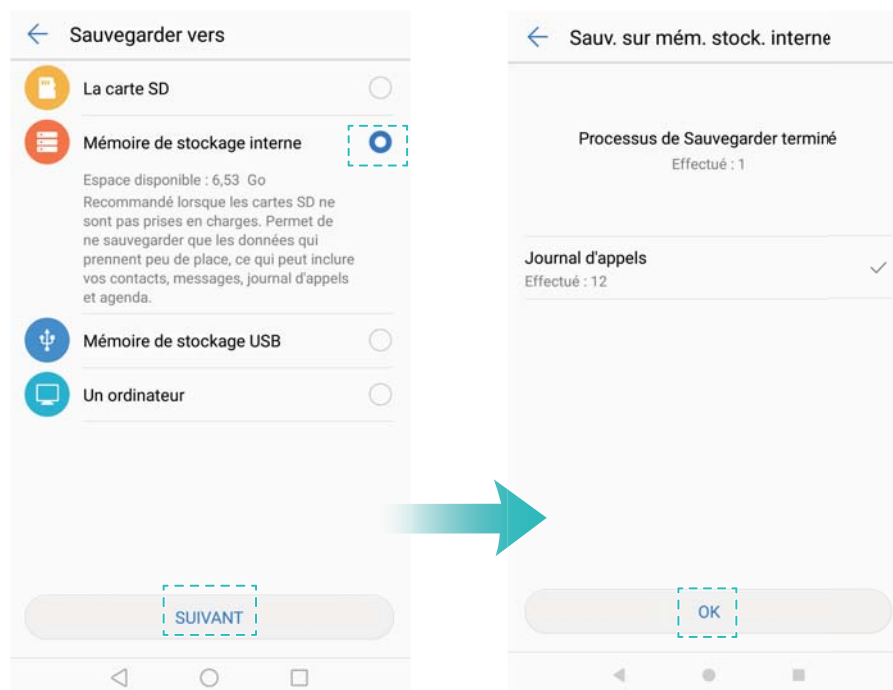 Sauvegarder vers
La carte SD
Mémoire de stockage interne
Espace disponible : 6,53 Go
Recommandé lorsque les cartes SD ne
sont pas prises en charges. Permet de
ne sauvegarder que les données qui
prennent peu de place, ce qui peut inclure
vos contacts, messages, journal d'appels
et agenda.
Mémoire de stockage USB
Un ordinateur
SUIVANT
Sauv. sur mém. stock. interne
Processus de Sauvegarder terminé
Effectué : 1
Journal d'appels
Effectué : 12
OK